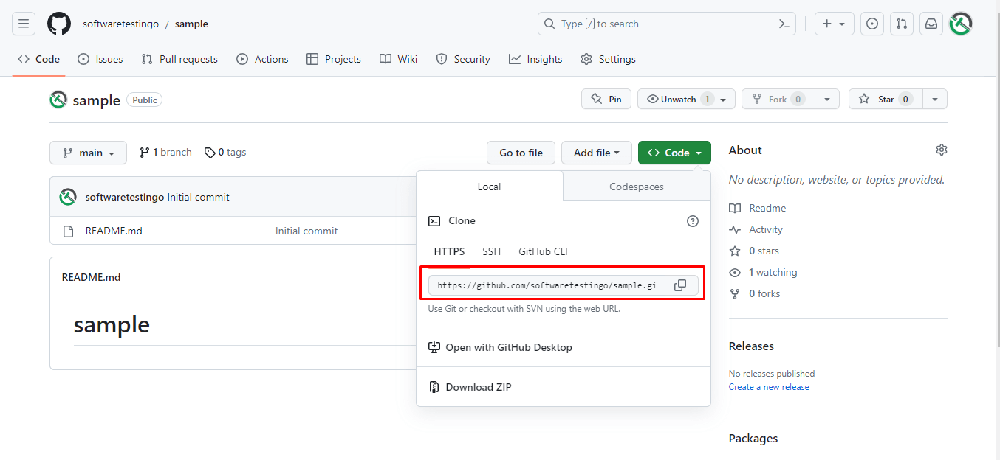 softwaretestingo / sample
Type / to search
Code Issues Pull requests Actions Projects Wiki Security Insights Settings
sample Public
Pin Unwatch 1 Fork 0 Star 0
main 1 branch 0 tags Go to file Add file Code
softwaretestingo Initial commit
README.md Initial commit
README.md
sample
Local Codespaces
Clone
HTTPS SSH GitHub CLI
https://github.com/softwaretestingo/sample.gi
Use Git or checkout with SVN using the web URL.
Open with GitHub Desktop
Download ZIP
About
No description, website, or topics provided.
Readme
Activity
0 stars
1 watching
0 forks
Releases
No releases published
Create a new release
Packages